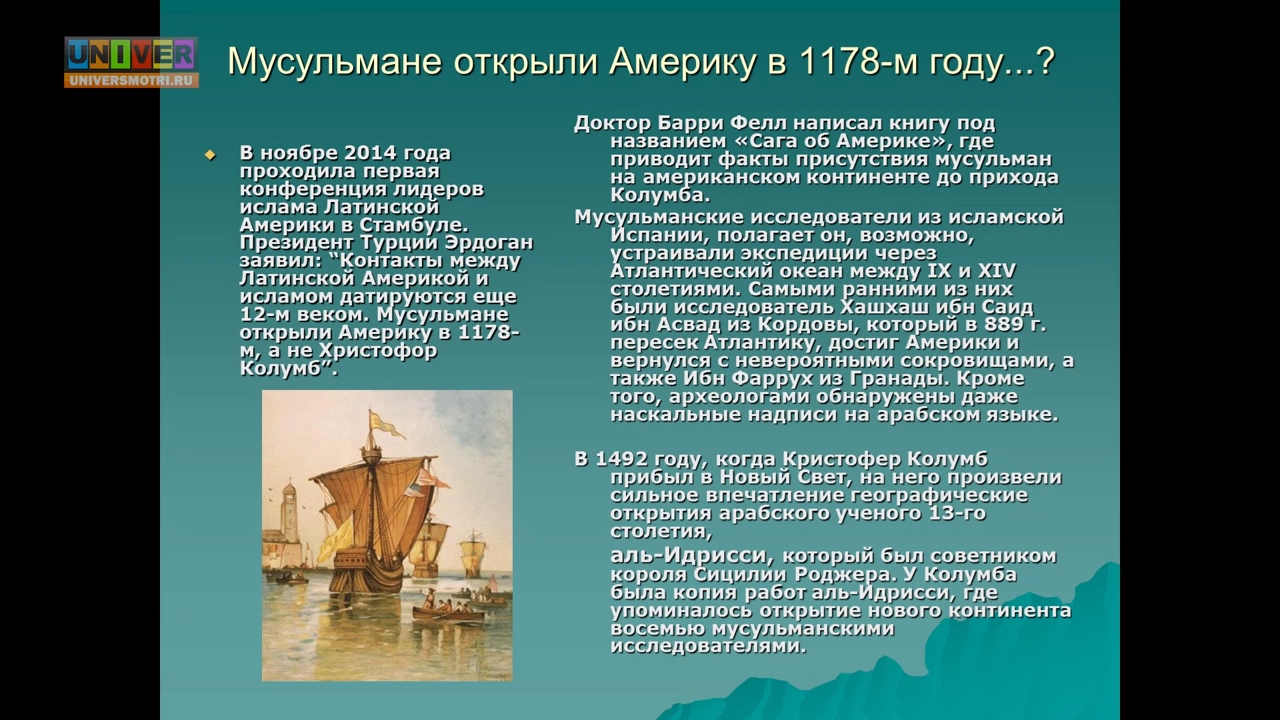 UNIVER
UNIVERSMOTRI.RU
Мусульмане открыли Америку в 1178-м году...?
В ноябре 2014 года
проходила первая
конференция лидеров
ислама Латинской
Америки в Стамбуле.
Президент Турции Эрдоган
заявил: “Контакты между
Латинской Америкой и
исламом датируются еще
12-м веком. Мусульмане
открыли Америку в 1178-
м, а не Христофор
Колумб”.
Доктор Барри Фелл написал книгу под
названием «Сага об Америке», где
приводит факты присутствия мусульман
на американском континенте до прихода
Колумба.
Мусульманские исследователи из исламской
Испании, полагает он, возможно,
устраивали экспедиции через
Атлантический океан между IX и XIV
столетиями. Самыми ранними из них
были исследователь Хашхаш ибн Саид
ибн Асвад из Кордовы, который в 889 г.
пересек Атлантику, достиг Америки и
вернулся с невероятными сокровищами, а
также Ибн Фаррух из Гранады. Кроме
того, археологами обнаружены даже
наскальные надписи на арабском языке.
В 1492 году, когда Кристофер Колумб
прибыл в Новый Свет, на него произвели
сильное впечатление географические
открытия арабского ученого 13-го
столетия,
аль-Идрисси, который был советником
короля Сицилии Роджера. У Колумба
была копия работ аль-Идрисси, где
упоминалось открытие нового континента
восемью мусульманскими
исследователями.